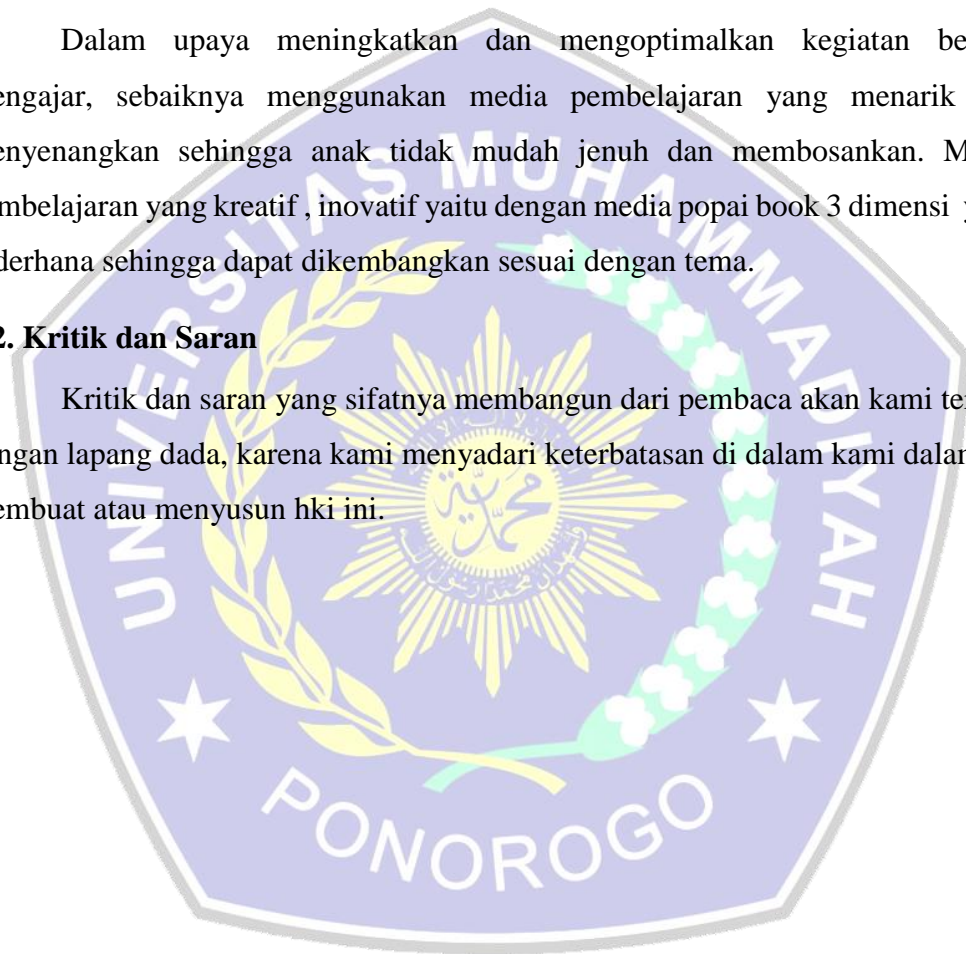 Dalam upaya meningkatkan dan mengoptimalkan kegiatan be
engajar, sebaiknya menggunakan media pembelajaran yang menarik
enyenangkan sehingga anak tidak mudah jenuh dan membosankan. M
mbelajaran yang kreatif , inovatif yaitu dengan media popai book 3 dimensi y
derhana sehingga dapat dikembangkan sesuai dengan tema.
2. Kritik dan Saran
Kritik dan saran yang sifatnya membangun dari pembaca akan kami ter
ngan lapang dada, karena kami menyadari keterbatasan di dalam kami dalam
embuat atau menyusun hki ini.
UNIVERSITAS MUHAMMADIYAH
PONOROGO